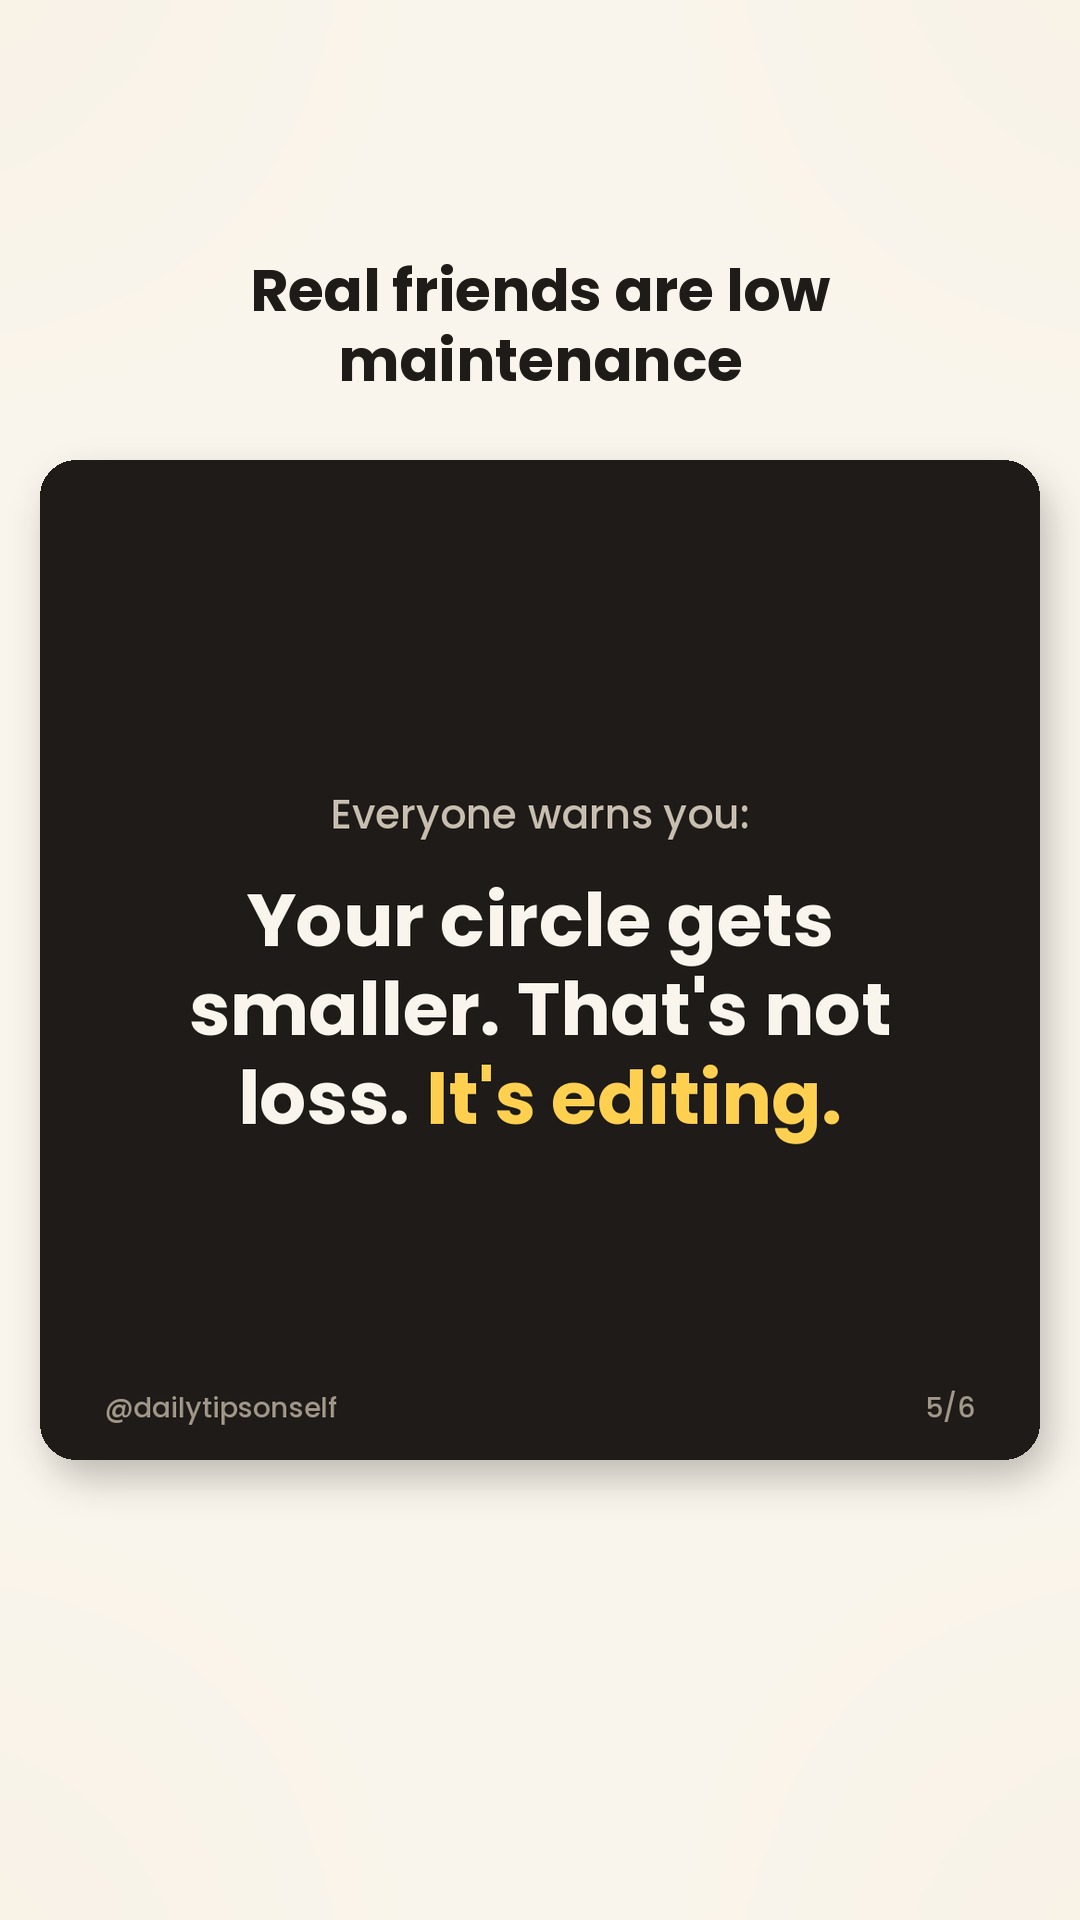 Real friends are low
maintenance
Everyone warns you:
Your circle gets
smaller. That's not
loss. It's editing.
@dailytipsonself
5/6